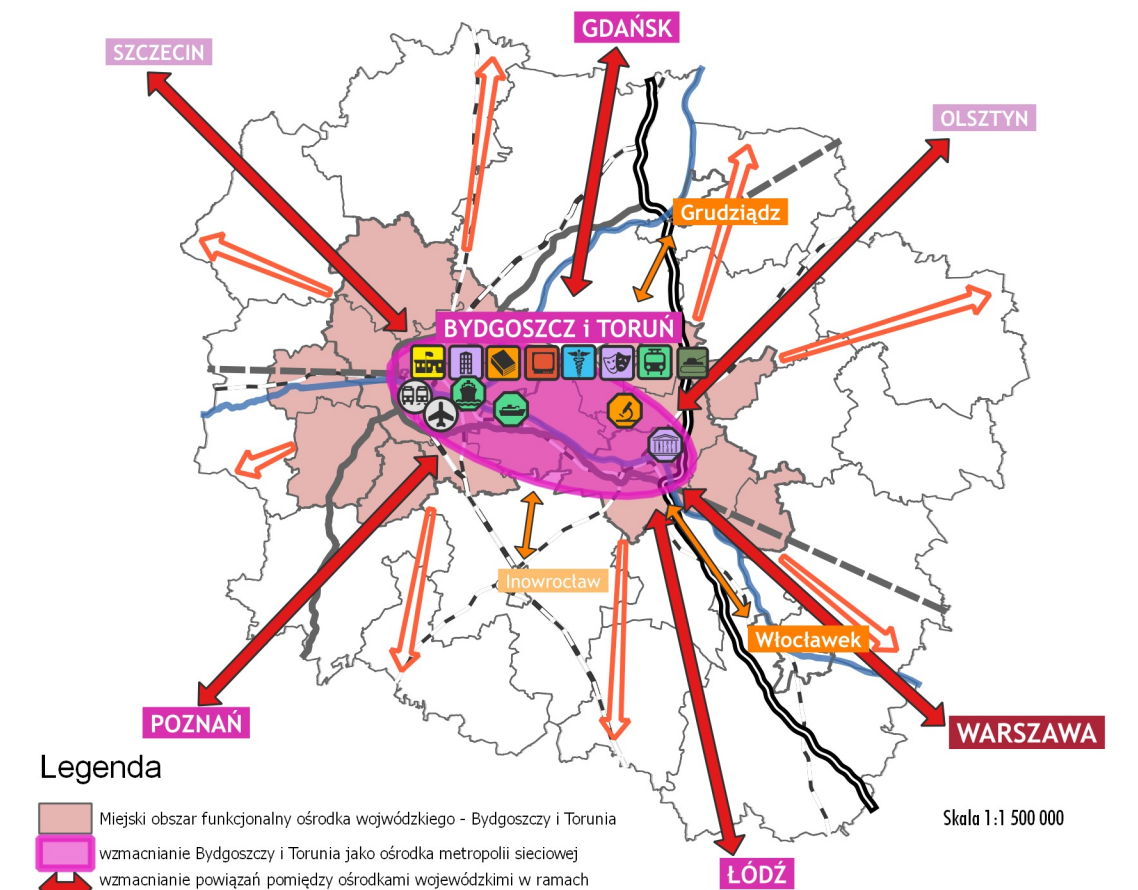 GDAŃSK
SZCZECIN
OLSZTYN
Grudziądz
BYDGOSZCZ i TORUŃ
Inowrocław
Włocławek
POZNAŃ
WARSZAWA
Legenda
Miejski obszar funkcjonalny ośrodka wojwódzkiego - Bydgoszczy i Torunia
Skala 1:1 500 000
wzmacnianie Bydgoszczy i Torunia jako ośrodka metropolii sieciowej
ŁÓDŹ
wzmacnianie powiązań pomiędzy ośrodkami wojewódzkimi w ramach